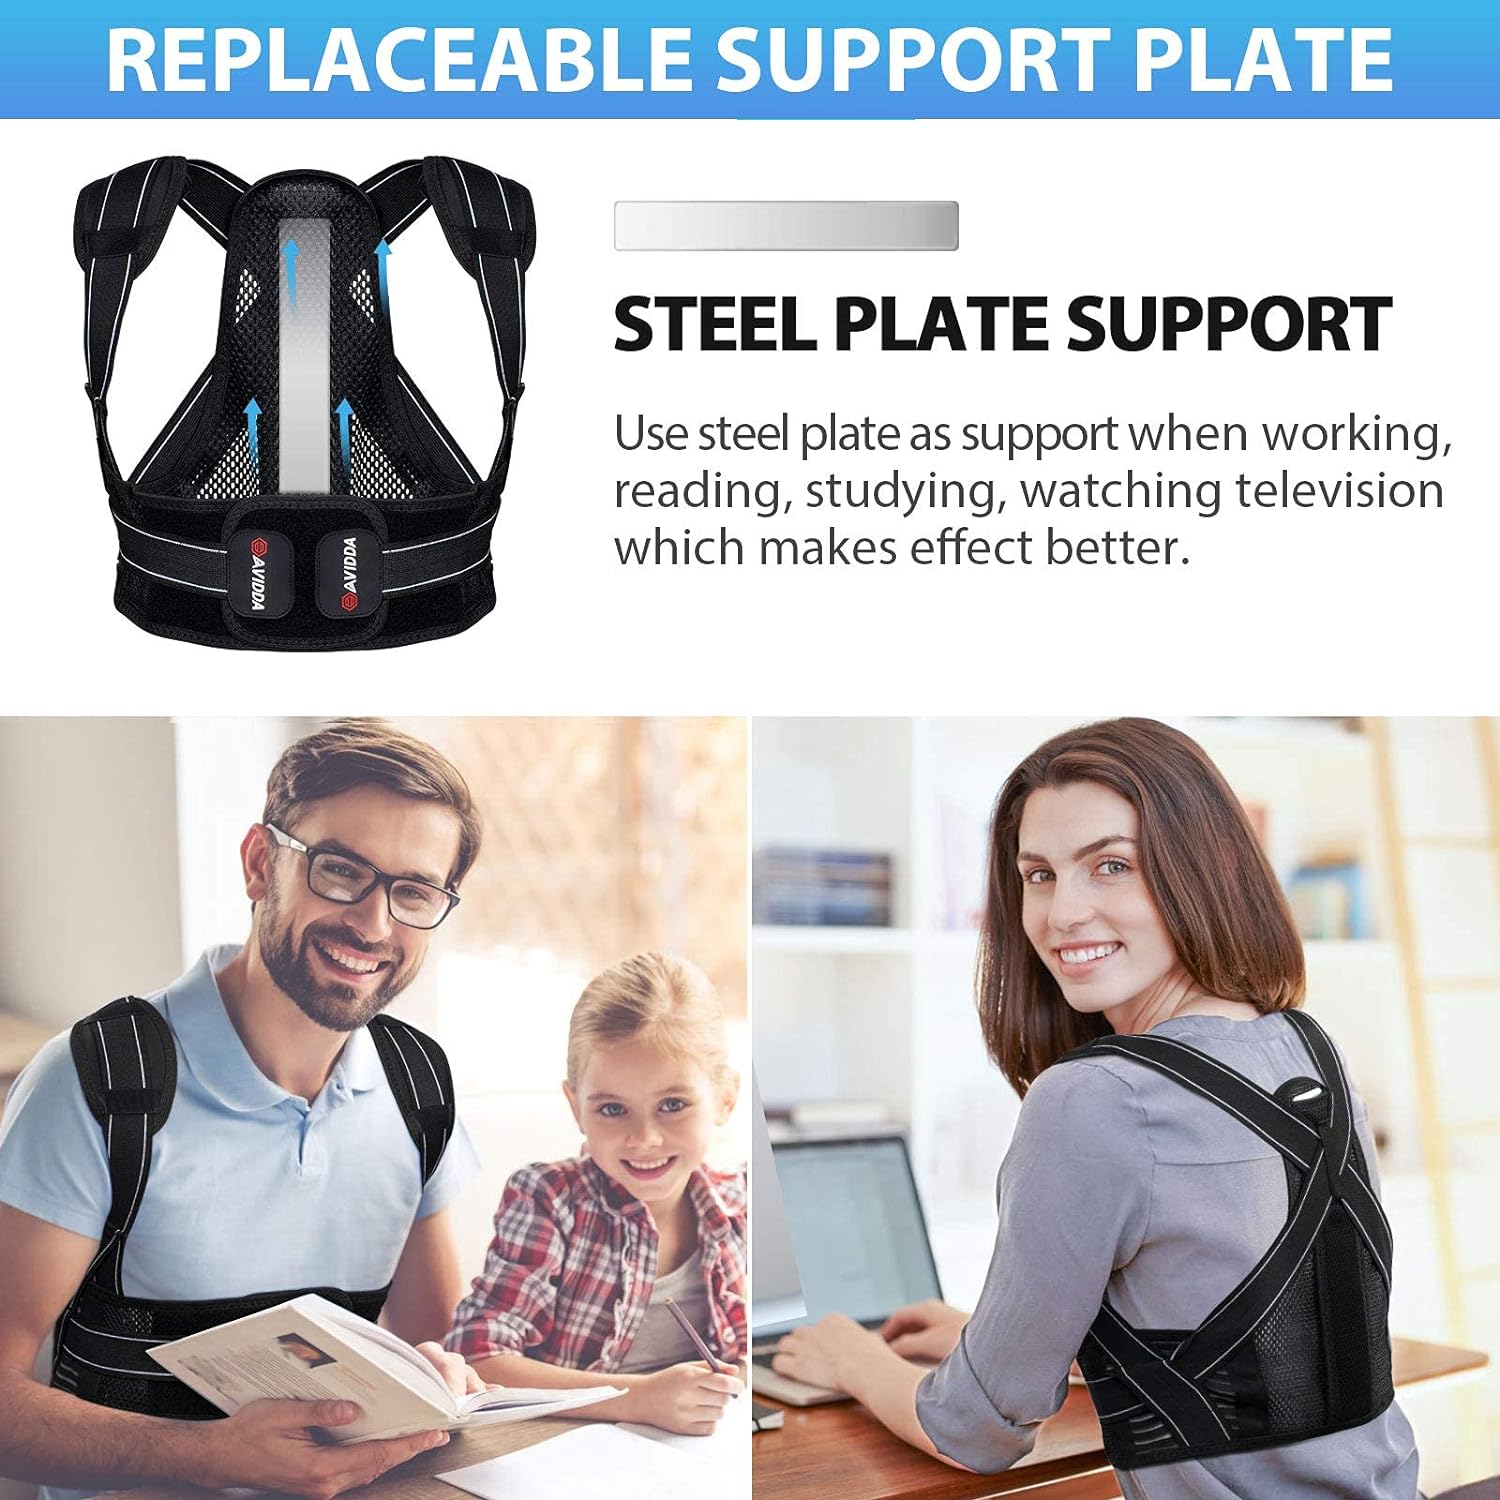 REPLACEABLE SUPPORT PLATE
STEEL PLATE SUPPORT
Use steel plate as support when working,
reading, studying, watching television
which makes effect better.
AVIDDA
AVIDDA